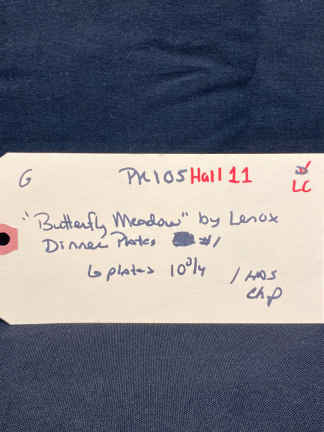 G PK105 Hall 11
LC
"Butterfly Meadow" by Lenox
Dinner Plates #1
6 plates 10 3/4 1 HAS
Chip